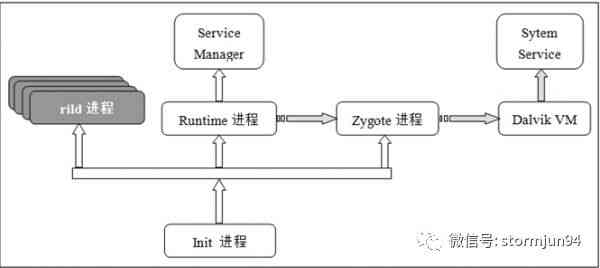 Service
Manager
Sytem
Service
rild 进程
Runtime 进程
Zygote 进程
Dalvik VM
Init 进程
微信号: stormjun94